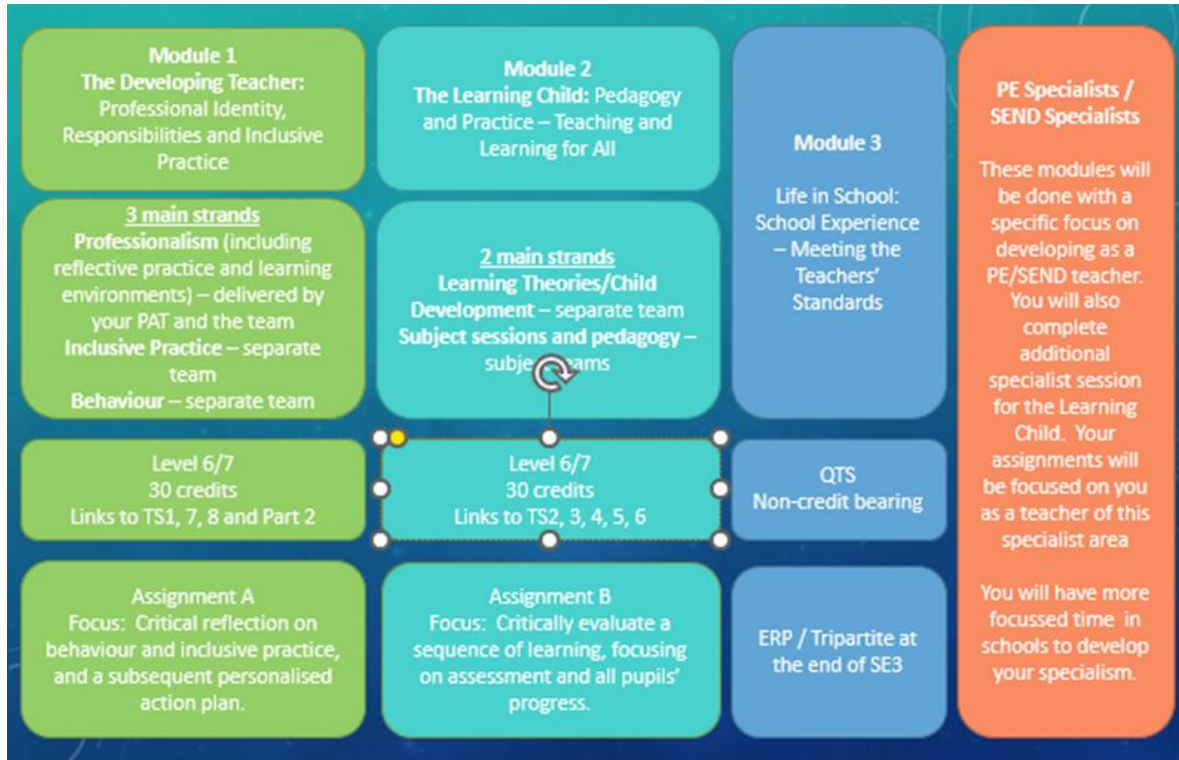 Module 1
The Developing Teacher:
Professional Identity,
Responsibilities and Inclusive
Practice
3 main strands
Professionalism (including
reflective practice and learning
environments) – delivered by
your PAT and the team
Inclusive Practice – separate
team
Behaviour – separate team
Level 6/7
30 credits
Links to TS1, 7, 8 and Part 2
Assignment A
Focus: Critical reflection on
behaviour and inclusive practice,
and a subsequent personalised
action plan.
Module 2
The Learning Child: Pedagogy
and Practice – Teaching and
Learning for All
2 main strands
Learning Theories/Child
Development – separate team
Subject sessions and pedagogy –
Level 6/7
30 credits
Links to TS2, 3, 4, 5, 6
Assignment B
Focus: Critically evaluate a
sequence of learning, focusing
on assessment and all pupils'
progress.
Module 3
Life in School:
School Experience
– Meeting the
Teachers'
Standards
QTS
Non-credit bearing
ERP / Tripartite at
the end of SE3
PE Specialists /
SEND Specialists
These modules will
be done with a
specific focus on
developing as a
PE/SEND teacher.
You will also
complete
additional
specialist session
for the Learning
Child. Your
assignments will
be focused on you
as a teacher of this
specialist area
You will have more
focussed time in
schools to develop
your specialism.